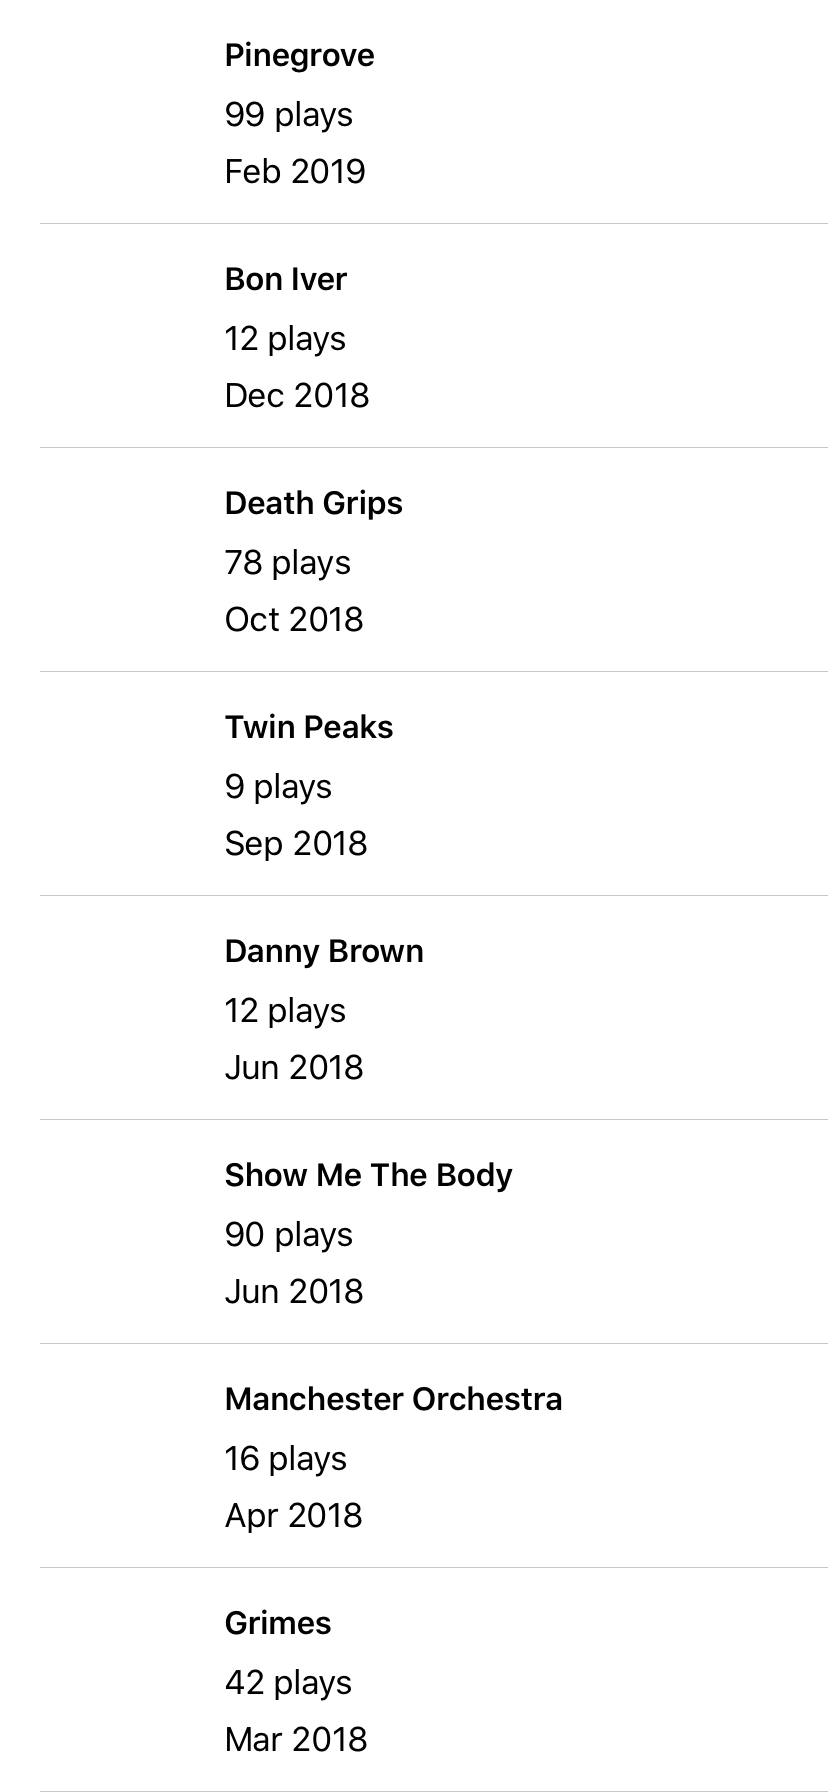 Pinegrove
99 plays
Feb 2019
Bon Iver
12 plays
Dec 2018
Death Grips
78 plays
Oct 2018
Twin Peaks
9 plays
Sep 2018
Danny Brown
12 plays
Jun 2018
Show Me The Body
90 plays
Jun 2018
Manchester Orchestra
16 plays
Apr 2018
Grimes
42 plays
Mar 2018